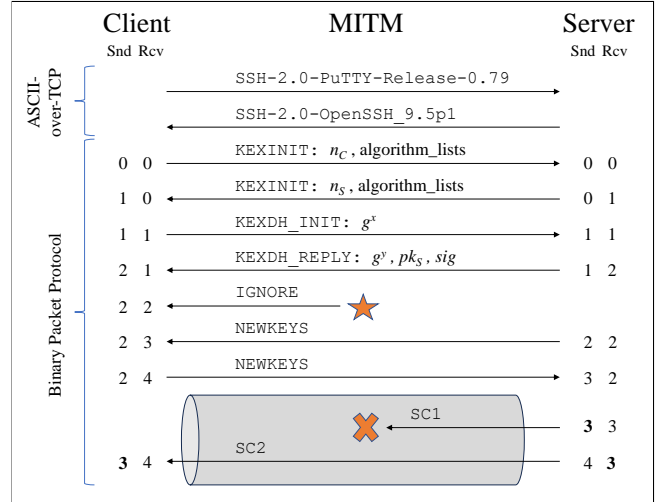 Client MITM Server
Snd Rcv Snd Rcv
ASCII-
over-TCP
SSH-2.0-PuTTY-Release-0.79
SSH-2.0-OpenSSH_9.5p1
Binary Packet Protocol
KEXINIT: n_C, algorithm_lists
0 0 0 0
KEXINIT: n_S, algorithm_lists
1 0 0 1
KEXDH_INIT: g^x
1 1 1 1
KEXDH_REPLY: g^y, pk_S, sig
2 1 1 2
IGNORE
2 2
NEWKEYS
2 3 2 2
NEWKEYS
2 4 3 2
SC1
3 3
SC2
3 4 4 3